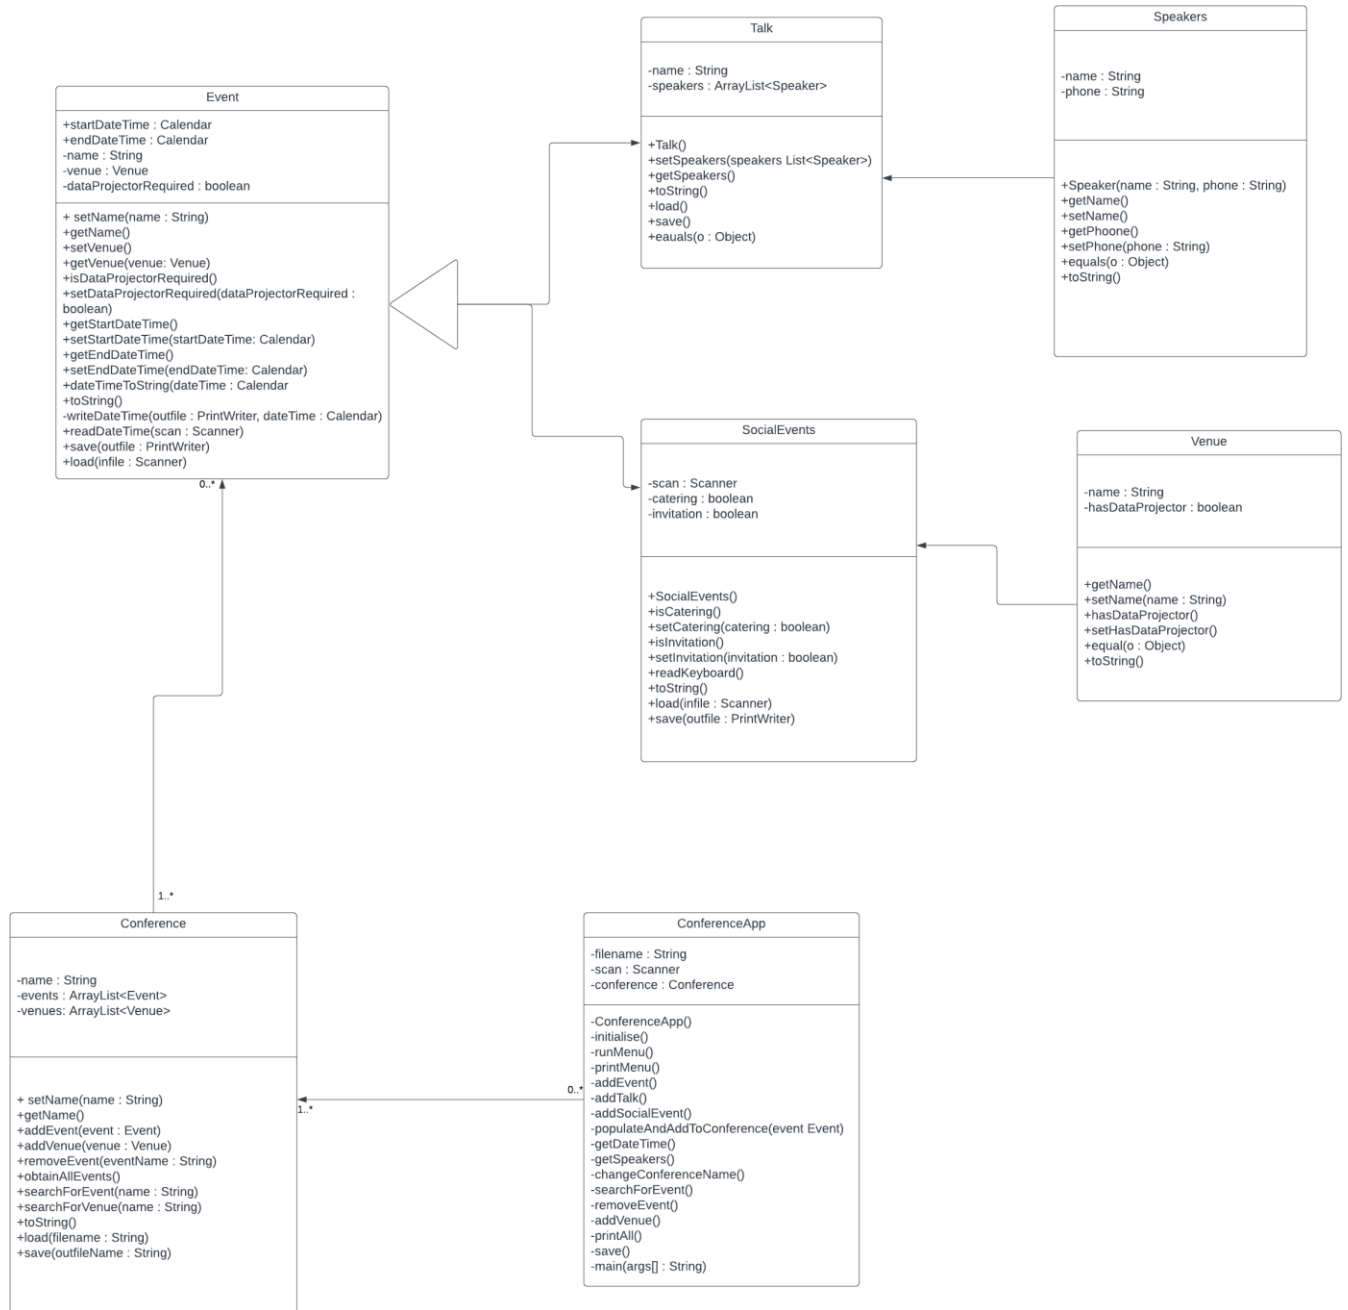 Event
+startDateTime : Calendar
+endDateTime : Calendar
-name : String
-venue : Venue
-dataProjectorRequired : boolean
+ setName(name : String)
+getName()
+setVenue()
+getVenue(venue: Venue)
+isDataProjectorRequired()
+setDataProjectorRequired(dataProjectorRequired :
boolean)
+getStartDateTime()
+setStartDateTime(startDateTime: Calendar)
+getEndDateTime()
+setEndDateTime(endDateTime: Calendar)
+dateTimeToString(dateTime : Calendar
+toString()
-writeDateTime(outfile : PrintWriter, dateTime : Calendar)
+readDateTime(scan : Scanner)
+save(outfile : PrintWriter)
+load(infile : Scanner)
0..*
Talk
-name : String
-speakers : ArrayList<Speaker>
+Talk()
+setSpeakers(speakers List<Speaker>)
+getSpeakers()
+toString()
+load()
+save()
+eauals(o : Object)
Speakers
-name : String
-phone : String
+Speaker(name : String, phone : String)
+getName()
+setName()
+getPhoone()
+setPhone(phone : String)
+equals(o : Object)
+toString()
SocialEvents
-scan : Scanner
-catering : boolean
-invitation : boolean
+SocialEvents()
+isCatering()
+setCatering(catering : boolean)
+isInvitation()
+setInvitation(invitation : boolean)
+readKeyboard()
+toString()
+load(infile : Scanner)
+save(outfile : PrintWriter)
Venue
-name : String
-hasDataProjector : boolean
+getName()
+setName(name : String)
+hasDataProjector()
+setHasDataProjector()
+equal(o : Object)
+toString()
1..*
Conference
-name : String
-events : ArrayList<Event>
-venues: ArrayList<Venue>
+ setName(name : String)
+getName()
+addEvent(event : Event)
+addVenue(venue : Venue)
+removeEvent(eventName : String)
+obtainAllEvents()
+searchForEvent(name : String)
+searchForVenue(name : String)
+toString()
+load(filename : String)
+save(outfileName : String)
1..*
0..*
ConferenceApp
-filename : String
-scan : Scanner
-conference : Conference
-ConferenceApp()
-initialise()
-runMenu()
-printMenu()
-addEvent()
-addTalk()
-addSocialEvent()
-populateAndAddToConference(event Event)
-getDateTime()
-getSpeakers()
-changeConferenceName()
-searchForEvent()
-removeEvent()
-addVenue()
-printAll()
-save()
-main(args[] : String)